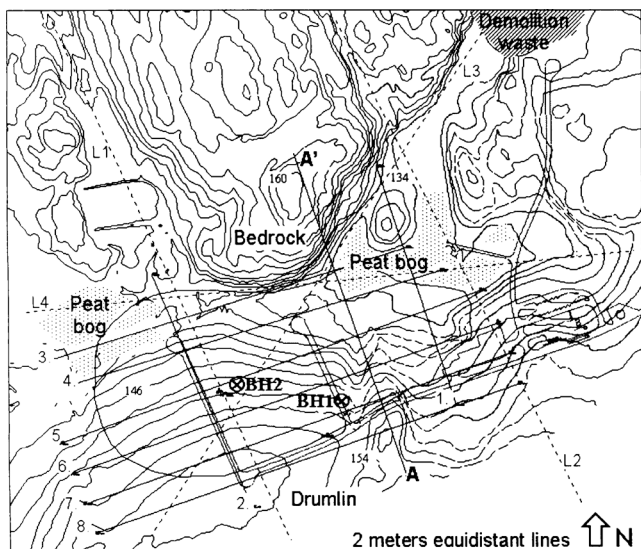 Demolition
waste
L3
L1
A'
160
134
Bedrock
Peat bog
L4
Peat
bog
3
4
146
BH2
BH1
1.
5
6
154
A
L2
7
2.
Drumlin
8
2 meters equidistant lines
N